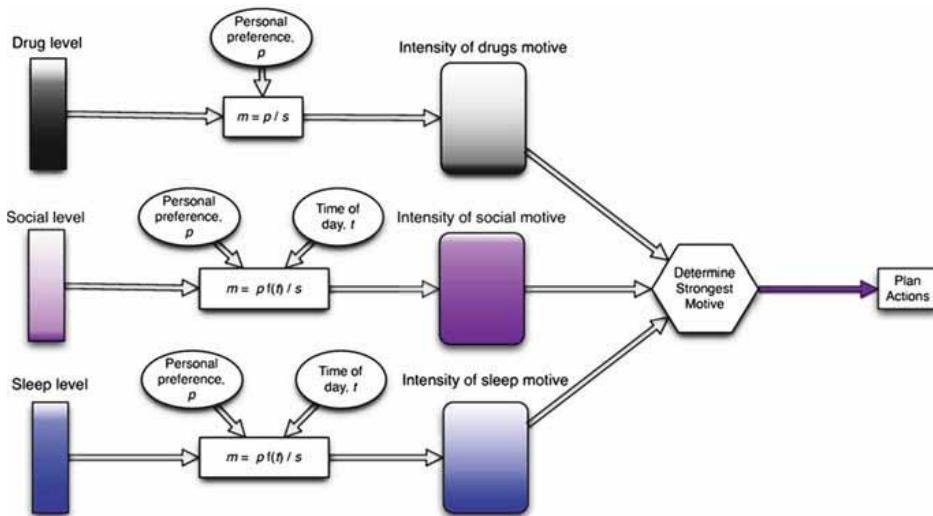 Drug level
Personal
preference,
p
m = p / s
Intensity of drugs motive
Social level
Personal
preference,
p
Time of
day, t
m = p f(t) / s
Intensity of social motive
Determine
Strongest
Motive
Plan
Actions
Sleep level
Personal
preference,
p
Time of
day, t
m = p f(t) / s
Intensity of sleep motive